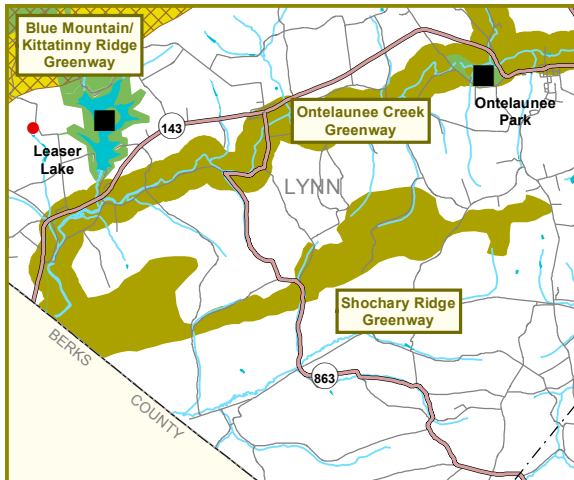 Blue Mountain/
Kittatinny Ridge
Greenway
143
Leaser
Lake
Ontelaunee Creek
Greenway
Ontelaunee
Park
LYNN
Shochary Ridge
Greenway
BERKS
COUNTY
863